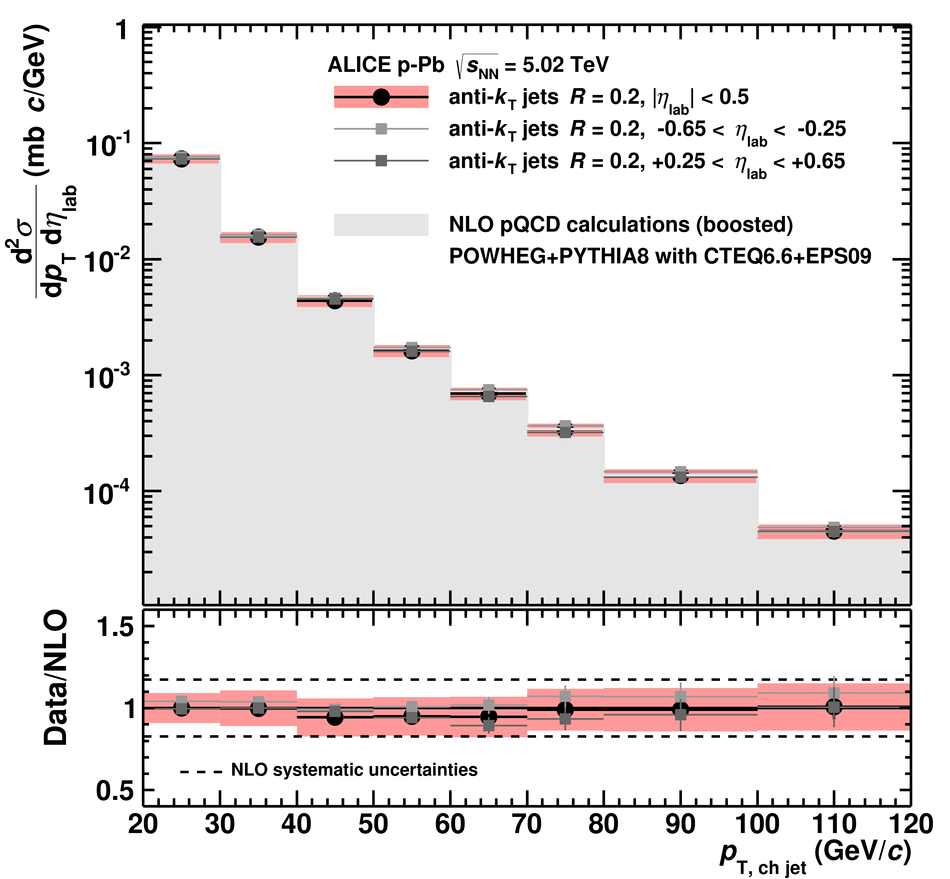 ALICE p-Pb √sNN = 5.02 TeV
anti-kT jets R = 0.2, |ηlab| < 0.5
anti-kT jets R = 0.2, -0.65 < ηlab < -0.25
anti-kT jets R = 0.2, +0.25 < ηlab < +0.65
NLO pQCD calculations (boosted)
POWHEG+PYTHIA8 with CTEQ6.6+EPS09
d²σ / dpT dηlab (mb c/GeV)
1
10⁻¹
10⁻²
10⁻³
10⁻⁴
Data/NLO
1.5
1
0.5
NLO systematic uncertainties
20 30 40 50 60 70 80 90 100 110 120
pT, ch jet (GeV/c)